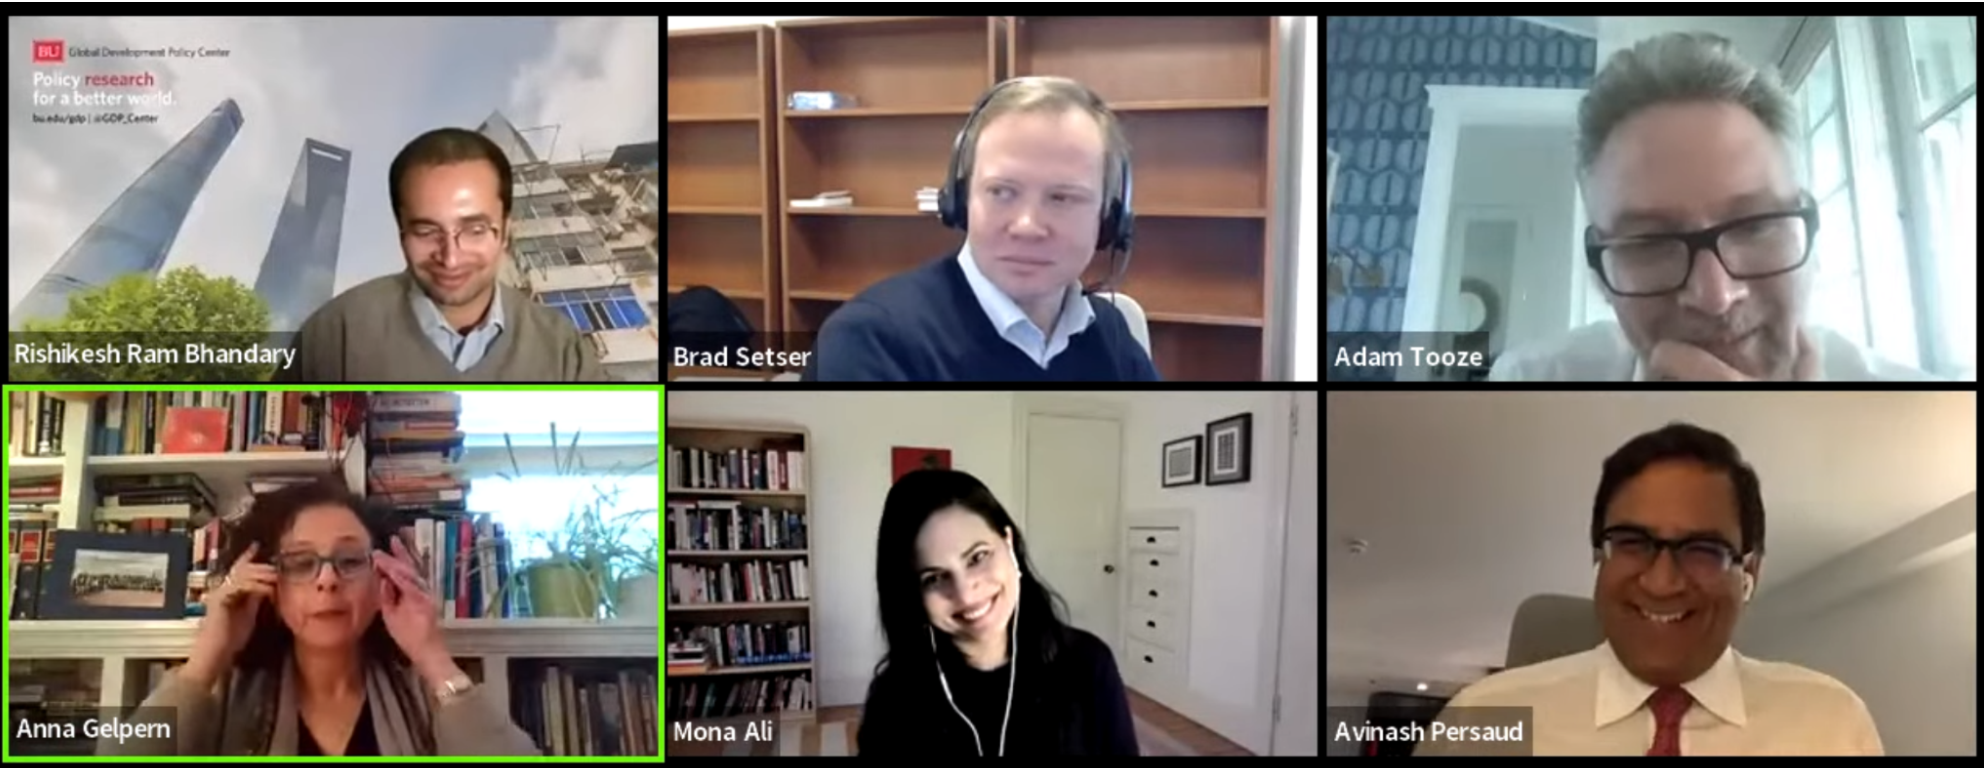 BU Global Development Policy Center
Policy research
for a better world.
bu.edu/gdp | @GDP_Center
Rishikesh Ram Bhandary
Brad Setser
Adam Tooze
Anna Gelpern
Mona Ali
Avinash Persaud